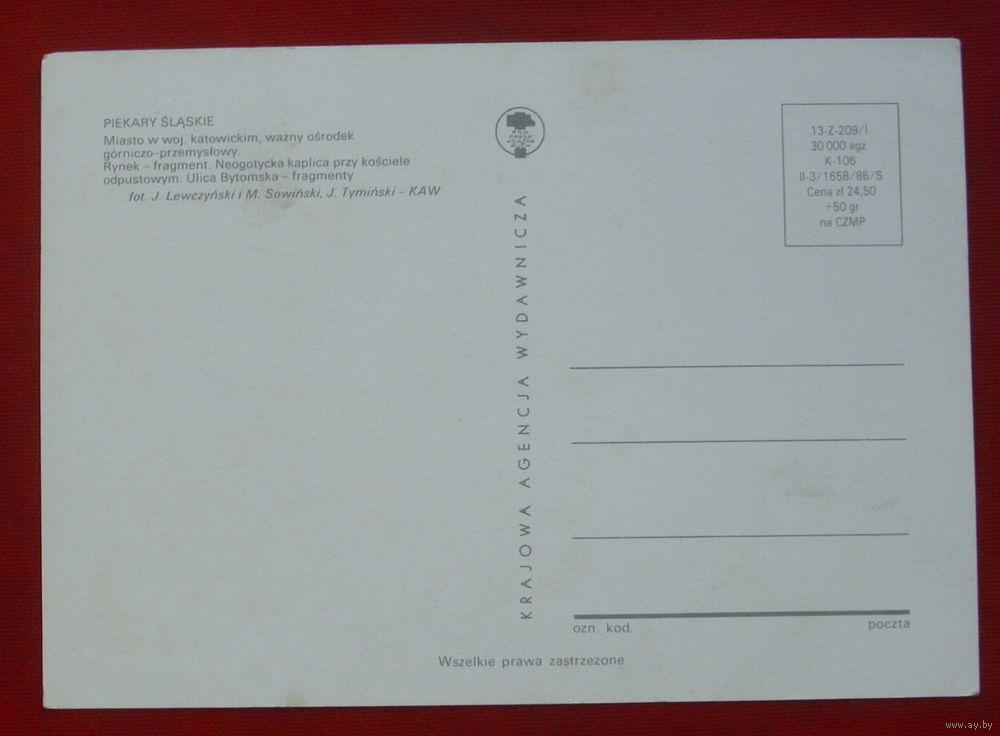 PIEKARY ŚLĄSKIE
Miasto w woj. katowickim, ważny ośrodek
górniczo-przemysłowy.
Rynek – fragment. Neogotycka kaplica przy kościele
odpustowym. Ulica Bytomska – fragmenty
fot. J. Lewczyński i M. Sowiński, J. Tymiński – KAW
KRAJOWA AGENCJA WYDAWNICZA
13-Z-209/I
30 000 egz.
K-106
II-3/1658/86/S
Cena zł 24,50
+50 gr
na CZMP
ozn. kod.
poczta
Wszelkie prawa zastrzeżone
www.ay.by